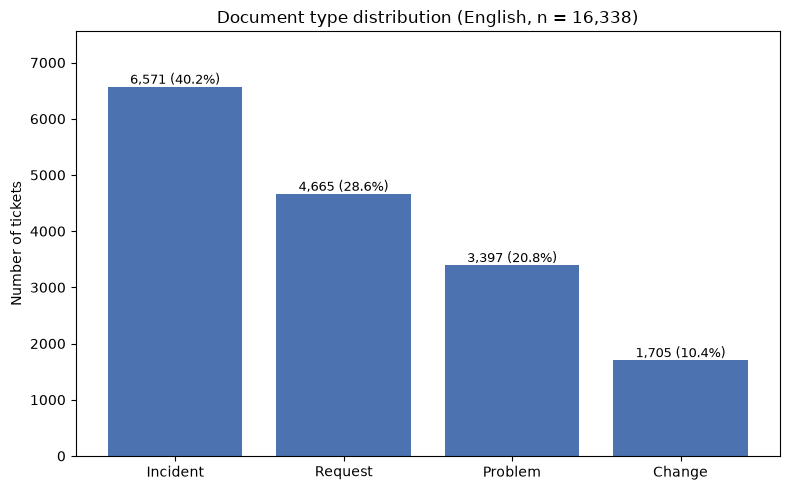 Document type distribution (English, n = 16,338)
Number of tickets
7000
6000
5000
4000
3000
2000
1000
0
6,571 (40.2%)
4,665 (28.6%)
3,397 (20.8%)
1,705 (10.4%)
Incident
Request
Problem
Change